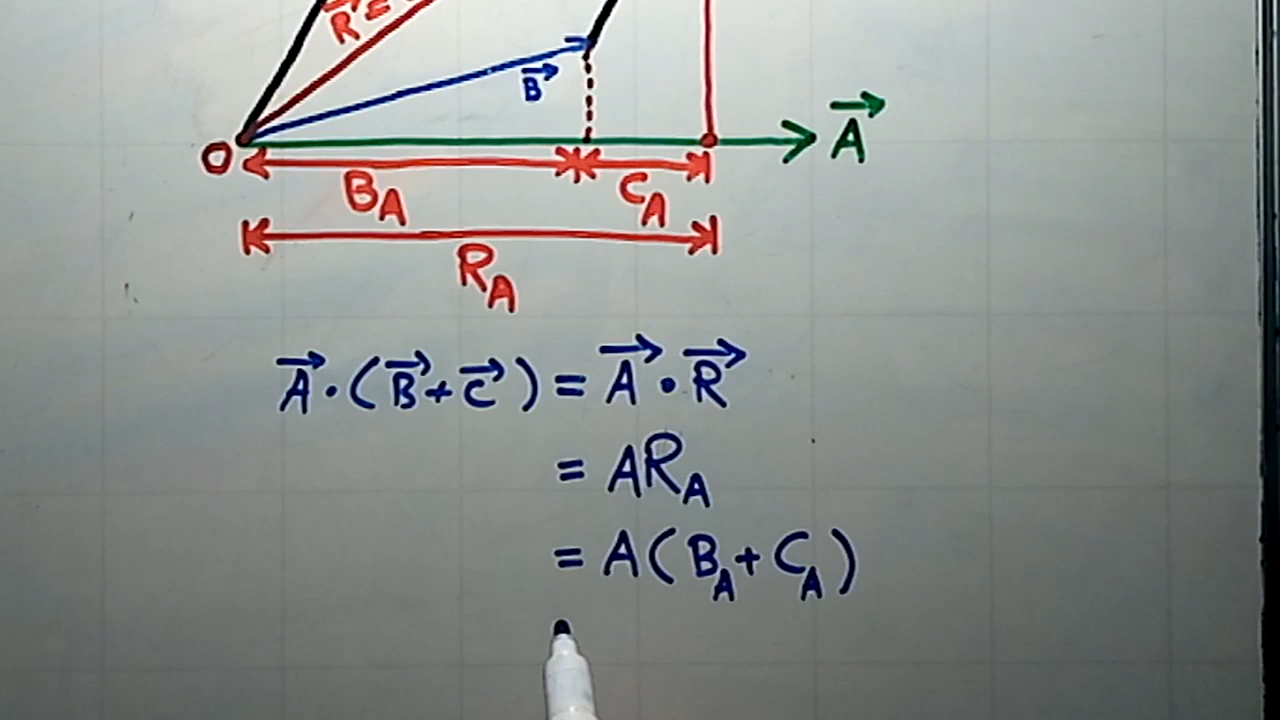 R⃗ =
B⃗
O
A⃗
B_A
C_A
R_A
A⃗ · (B⃗ + C⃗) = A⃗ · R⃗
= AR_A
= A(B_A + C_A)